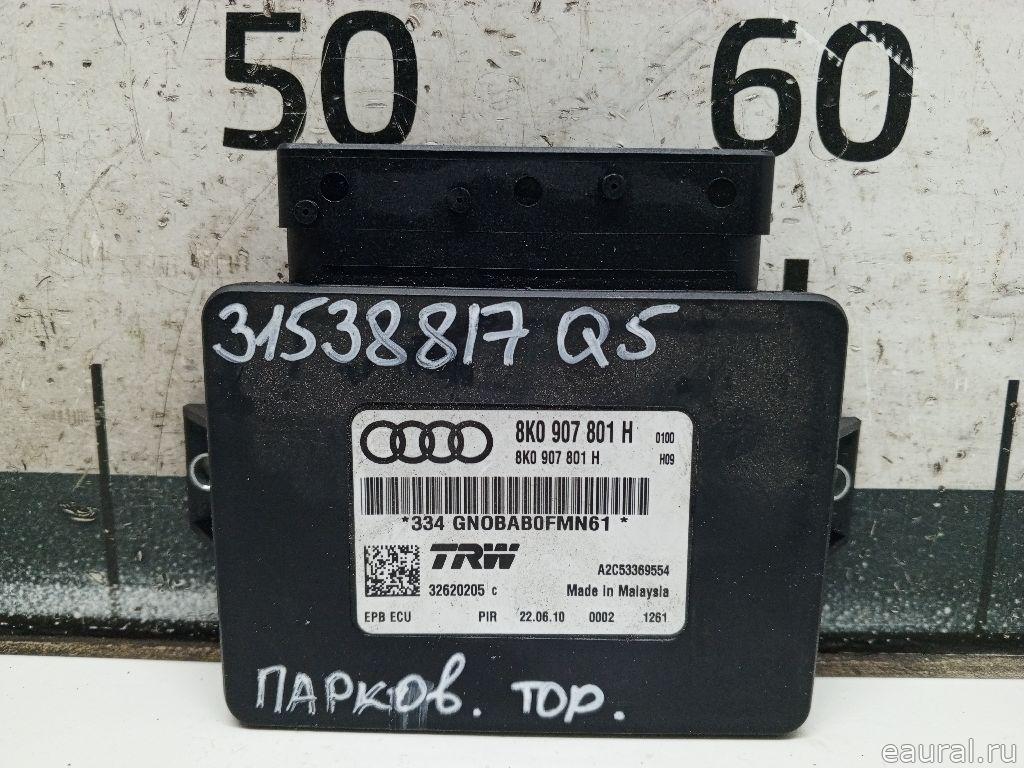 50 60
31538817 Q5
8K0 907 801 H 0100
8K0 907 801 H H09
*334 GN0BAB0FMN61 *
TRW A2C53369554
32620205 c Made in Malaysia
EPB ECU PIR 22.06.10 0002 1261
ПАРКОВ. ТОР.
eaural.ru